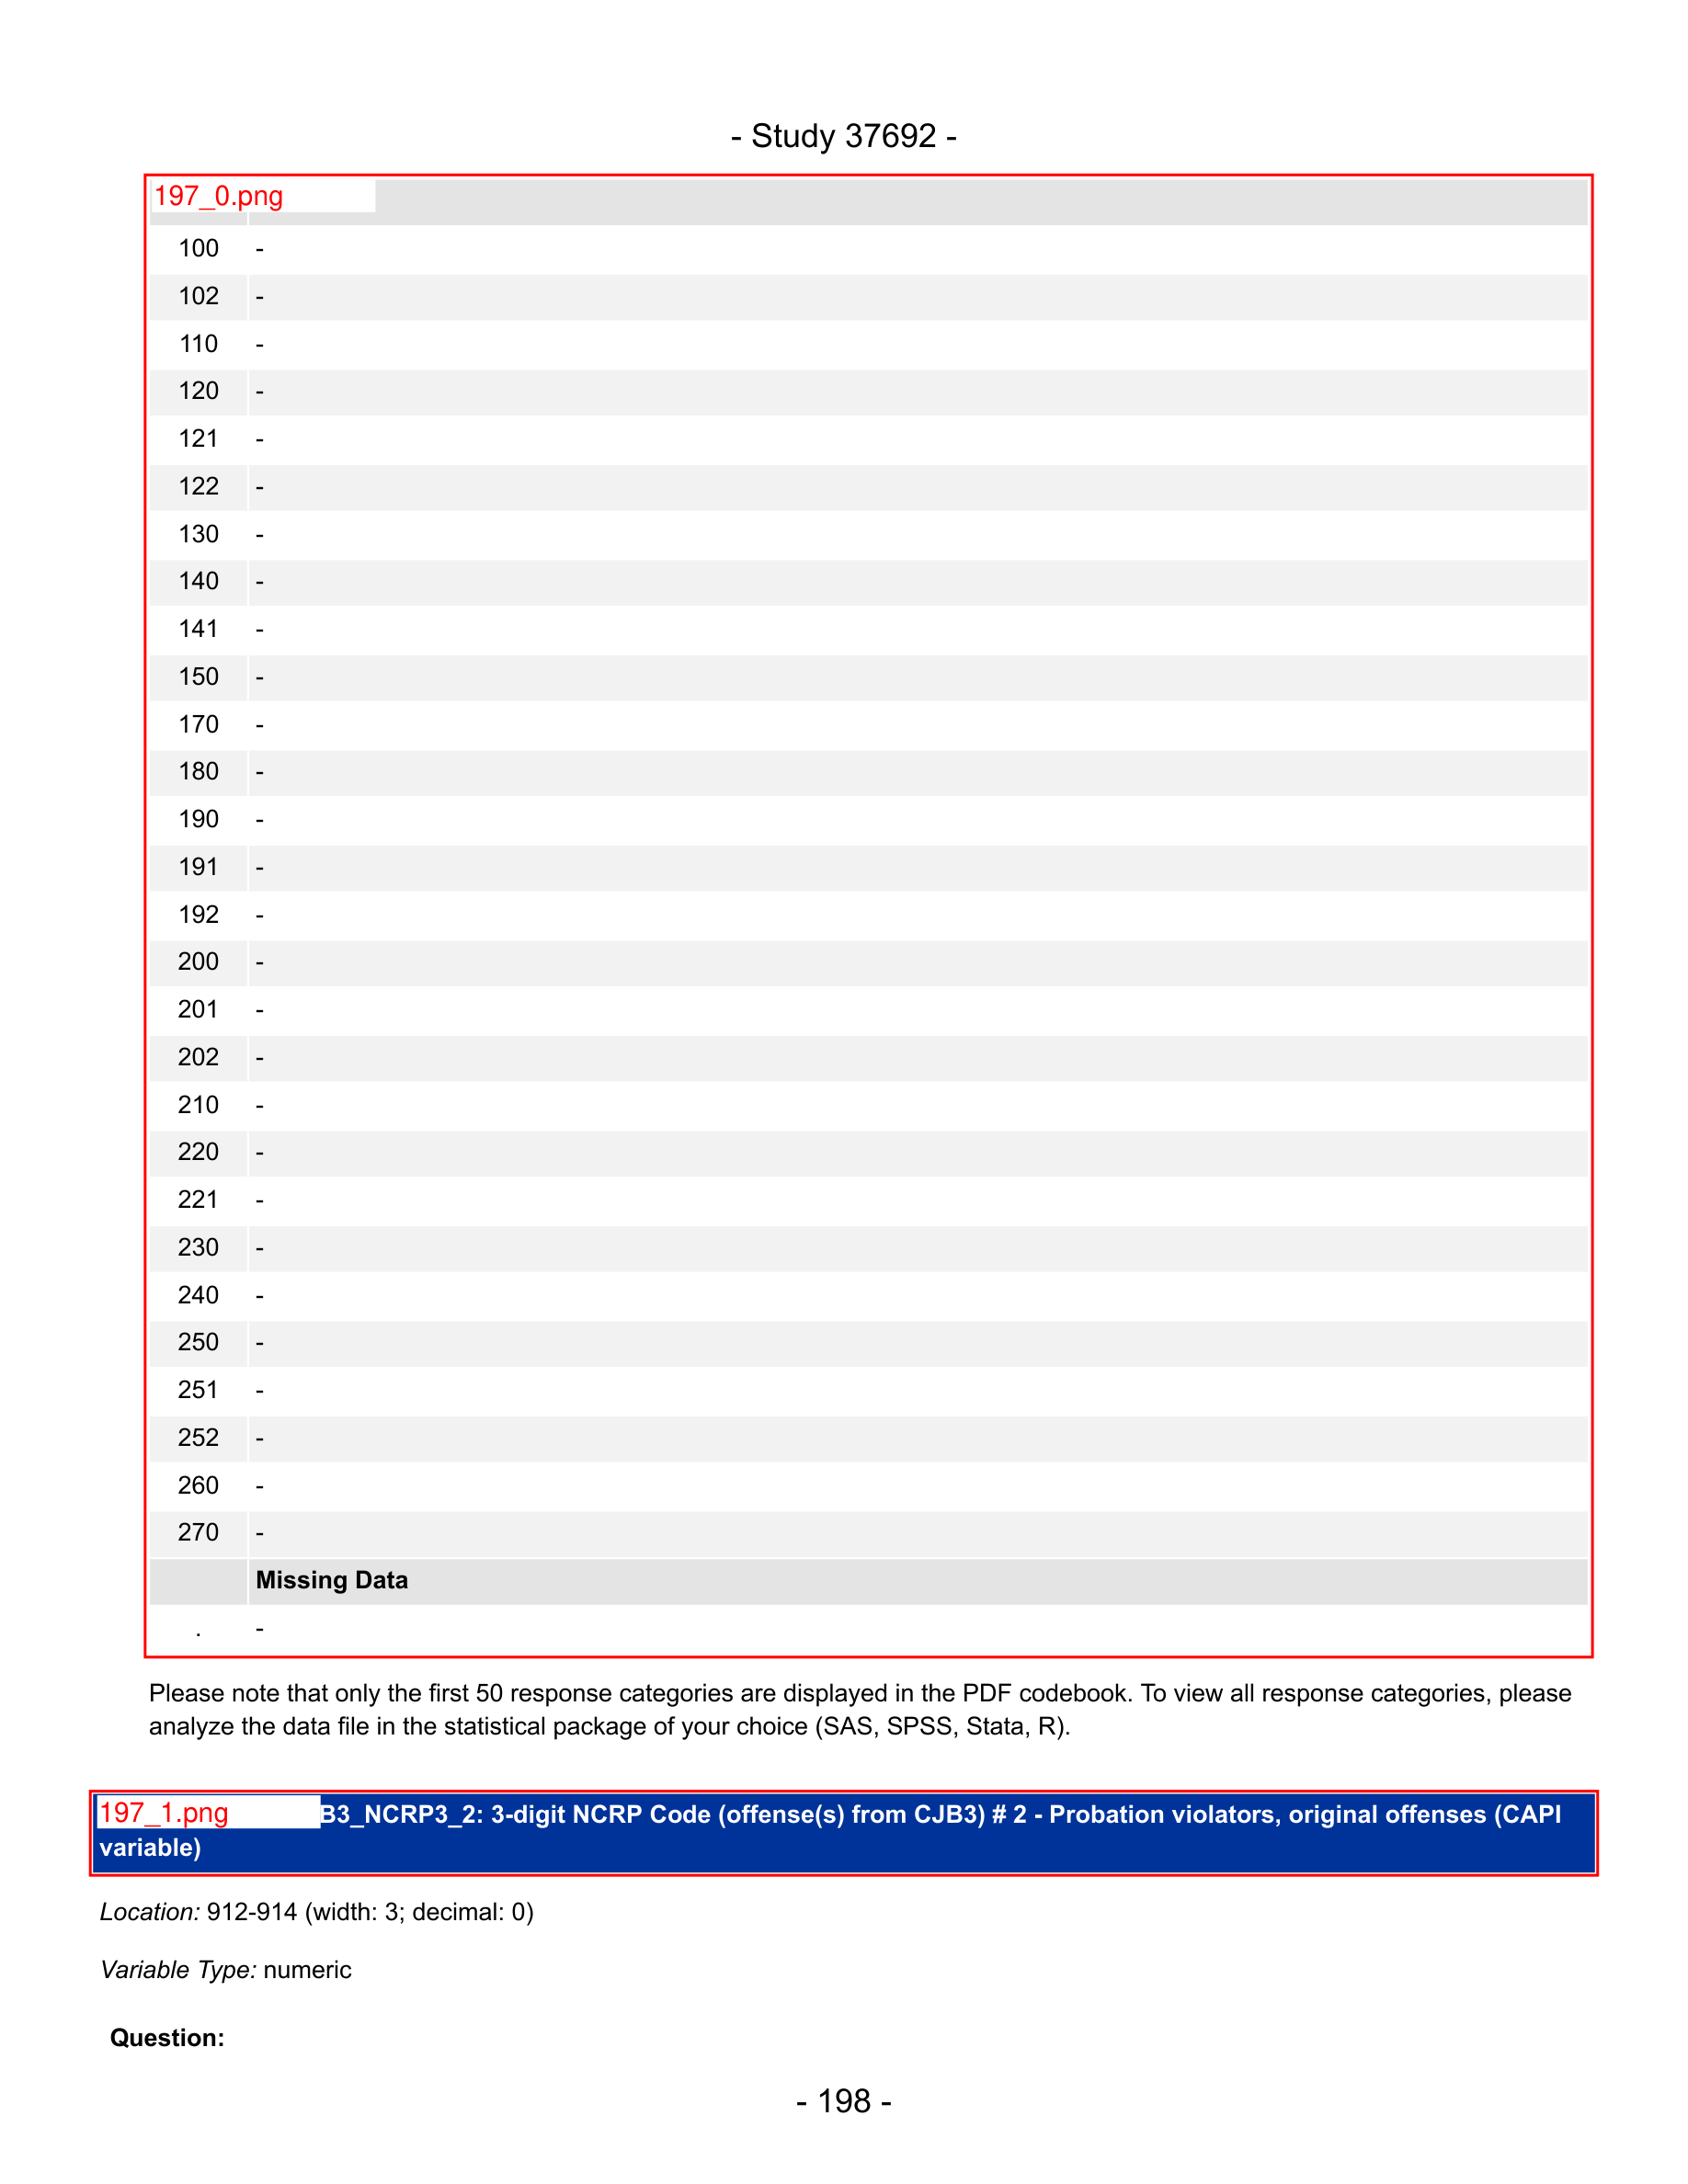 - Study 37692 -
197_0.png
100 -
102 -
110 -
120 -
121 -
122 -
130 -
140 -
141 -
150 -
170 -
180 -
190 -
191 -
192 -
200 -
201 -
202 -
210 -
220 -
221 -
230 -
240 -
250 -
251 -
252 -
260 -
270 -
Missing Data
. -
Please note that only the first 50 response categories are displayed in the PDF codebook. To view all response categories, please
analyze the data file in the statistical package of your choice (SAS, SPSS, Stata, R).
197_1.png B3_NCRP3_2: 3-digit NCRP Code (offense(s) from CJB3) # 2 - Probation violators, original offenses (CAPI
variable)
Location: 912-914 (width: 3; decimal: 0)
Variable Type: numeric
Question:
- 198 -